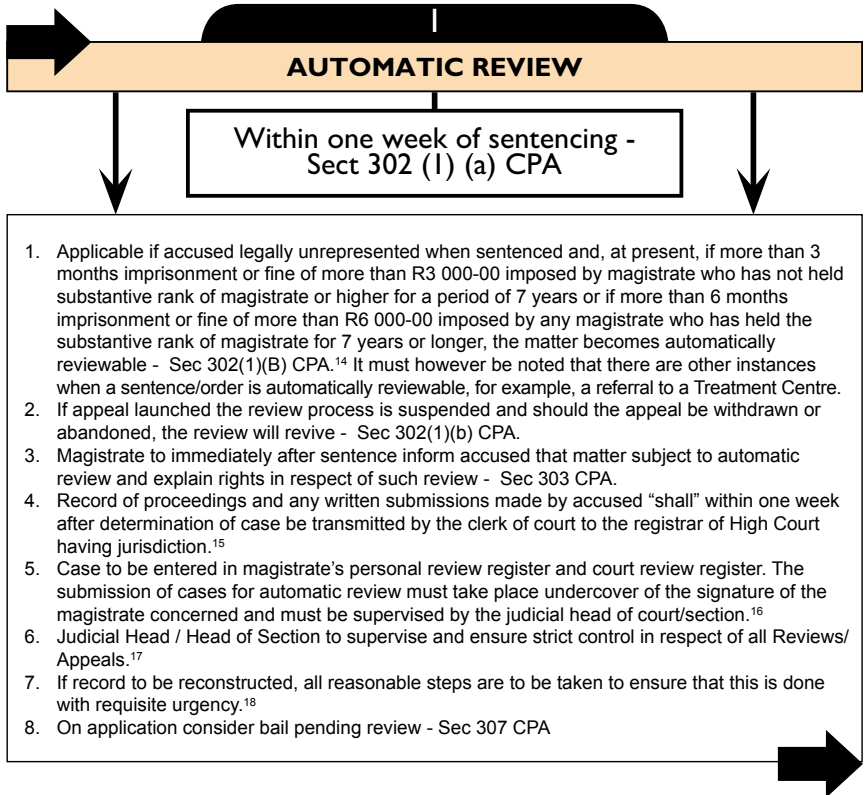 I
AUTOMATIC REVIEW
Within one week of sentencing -
Sect 302 (1) (a) CPA
1. Applicable if accused legally unrepresented when sentenced and, at present, if more than 3
months imprisonment or fine of more than R3 000-00 imposed by magistrate who has not held
substantive rank of magistrate or higher for a period of 7 years or if more than 6 months
imprisonment or fine of more than R6 000-00 imposed by any magistrate who has held the
substantive rank of magistrate for 7 years or longer, the matter becomes automatically
reviewable - Sec 302(1)(B) CPA.14 It must however be noted that there are other instances
when a sentence/order is automatically reviewable, for example, a referral to a Treatment Centre.
2. If appeal launched the review process is suspended and should the appeal be withdrawn or
abandoned, the review will revive - Sec 302(1)(b) CPA.
3. Magistrate to immediately after sentence inform accused that matter subject to automatic
review and explain rights in respect of such review - Sec 303 CPA.
4. Record of proceedings and any written submissions made by accused “shall” within one week
after determination of case be transmitted by the clerk of court to the registrar of High Court
having jurisdiction.15
5. Case to be entered in magistrate’s personal review register and court review register. The
submission of cases for automatic review must take place undercover of the signature of the
magistrate concerned and must be supervised by the judicial head of court/section.16
6. Judicial Head / Head of Section to supervise and ensure strict control in respect of all Reviews/
Appeals.17
7. If record to be reconstructed, all reasonable steps are to be taken to ensure that this is done
with requisite urgency.18
8. On application consider bail pending review - Sec 307 CPA